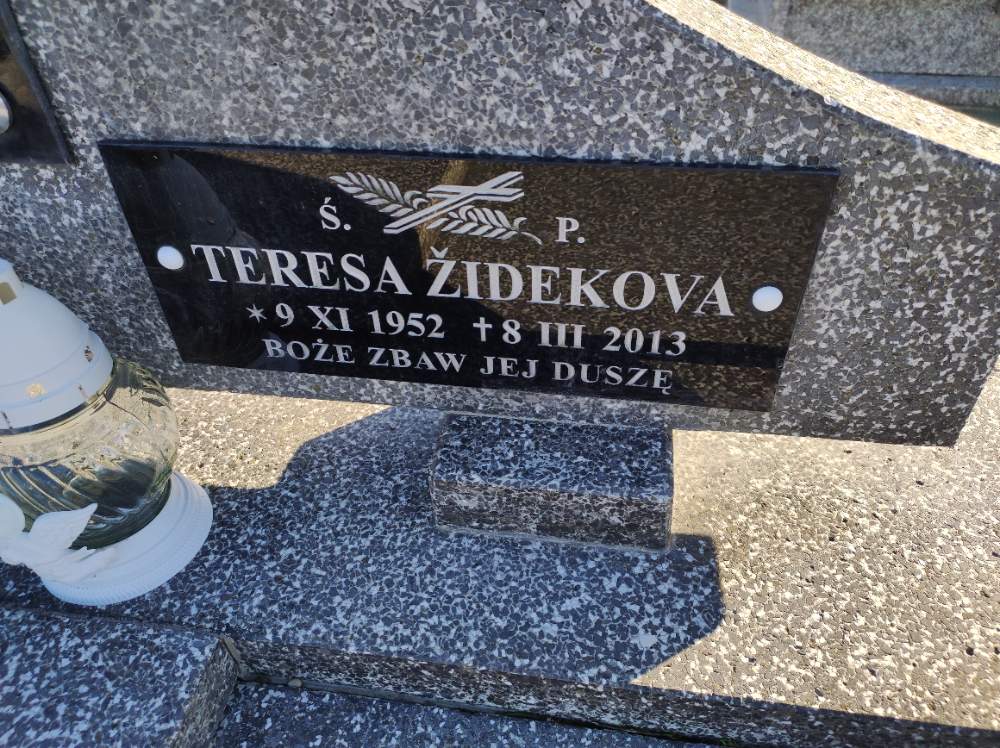 Ś. P.
TERESA ŽIDEKOVA
* 9 XI 1952 † 8 III 2013
BOŻE ZBAW JEJ DUSZĘ